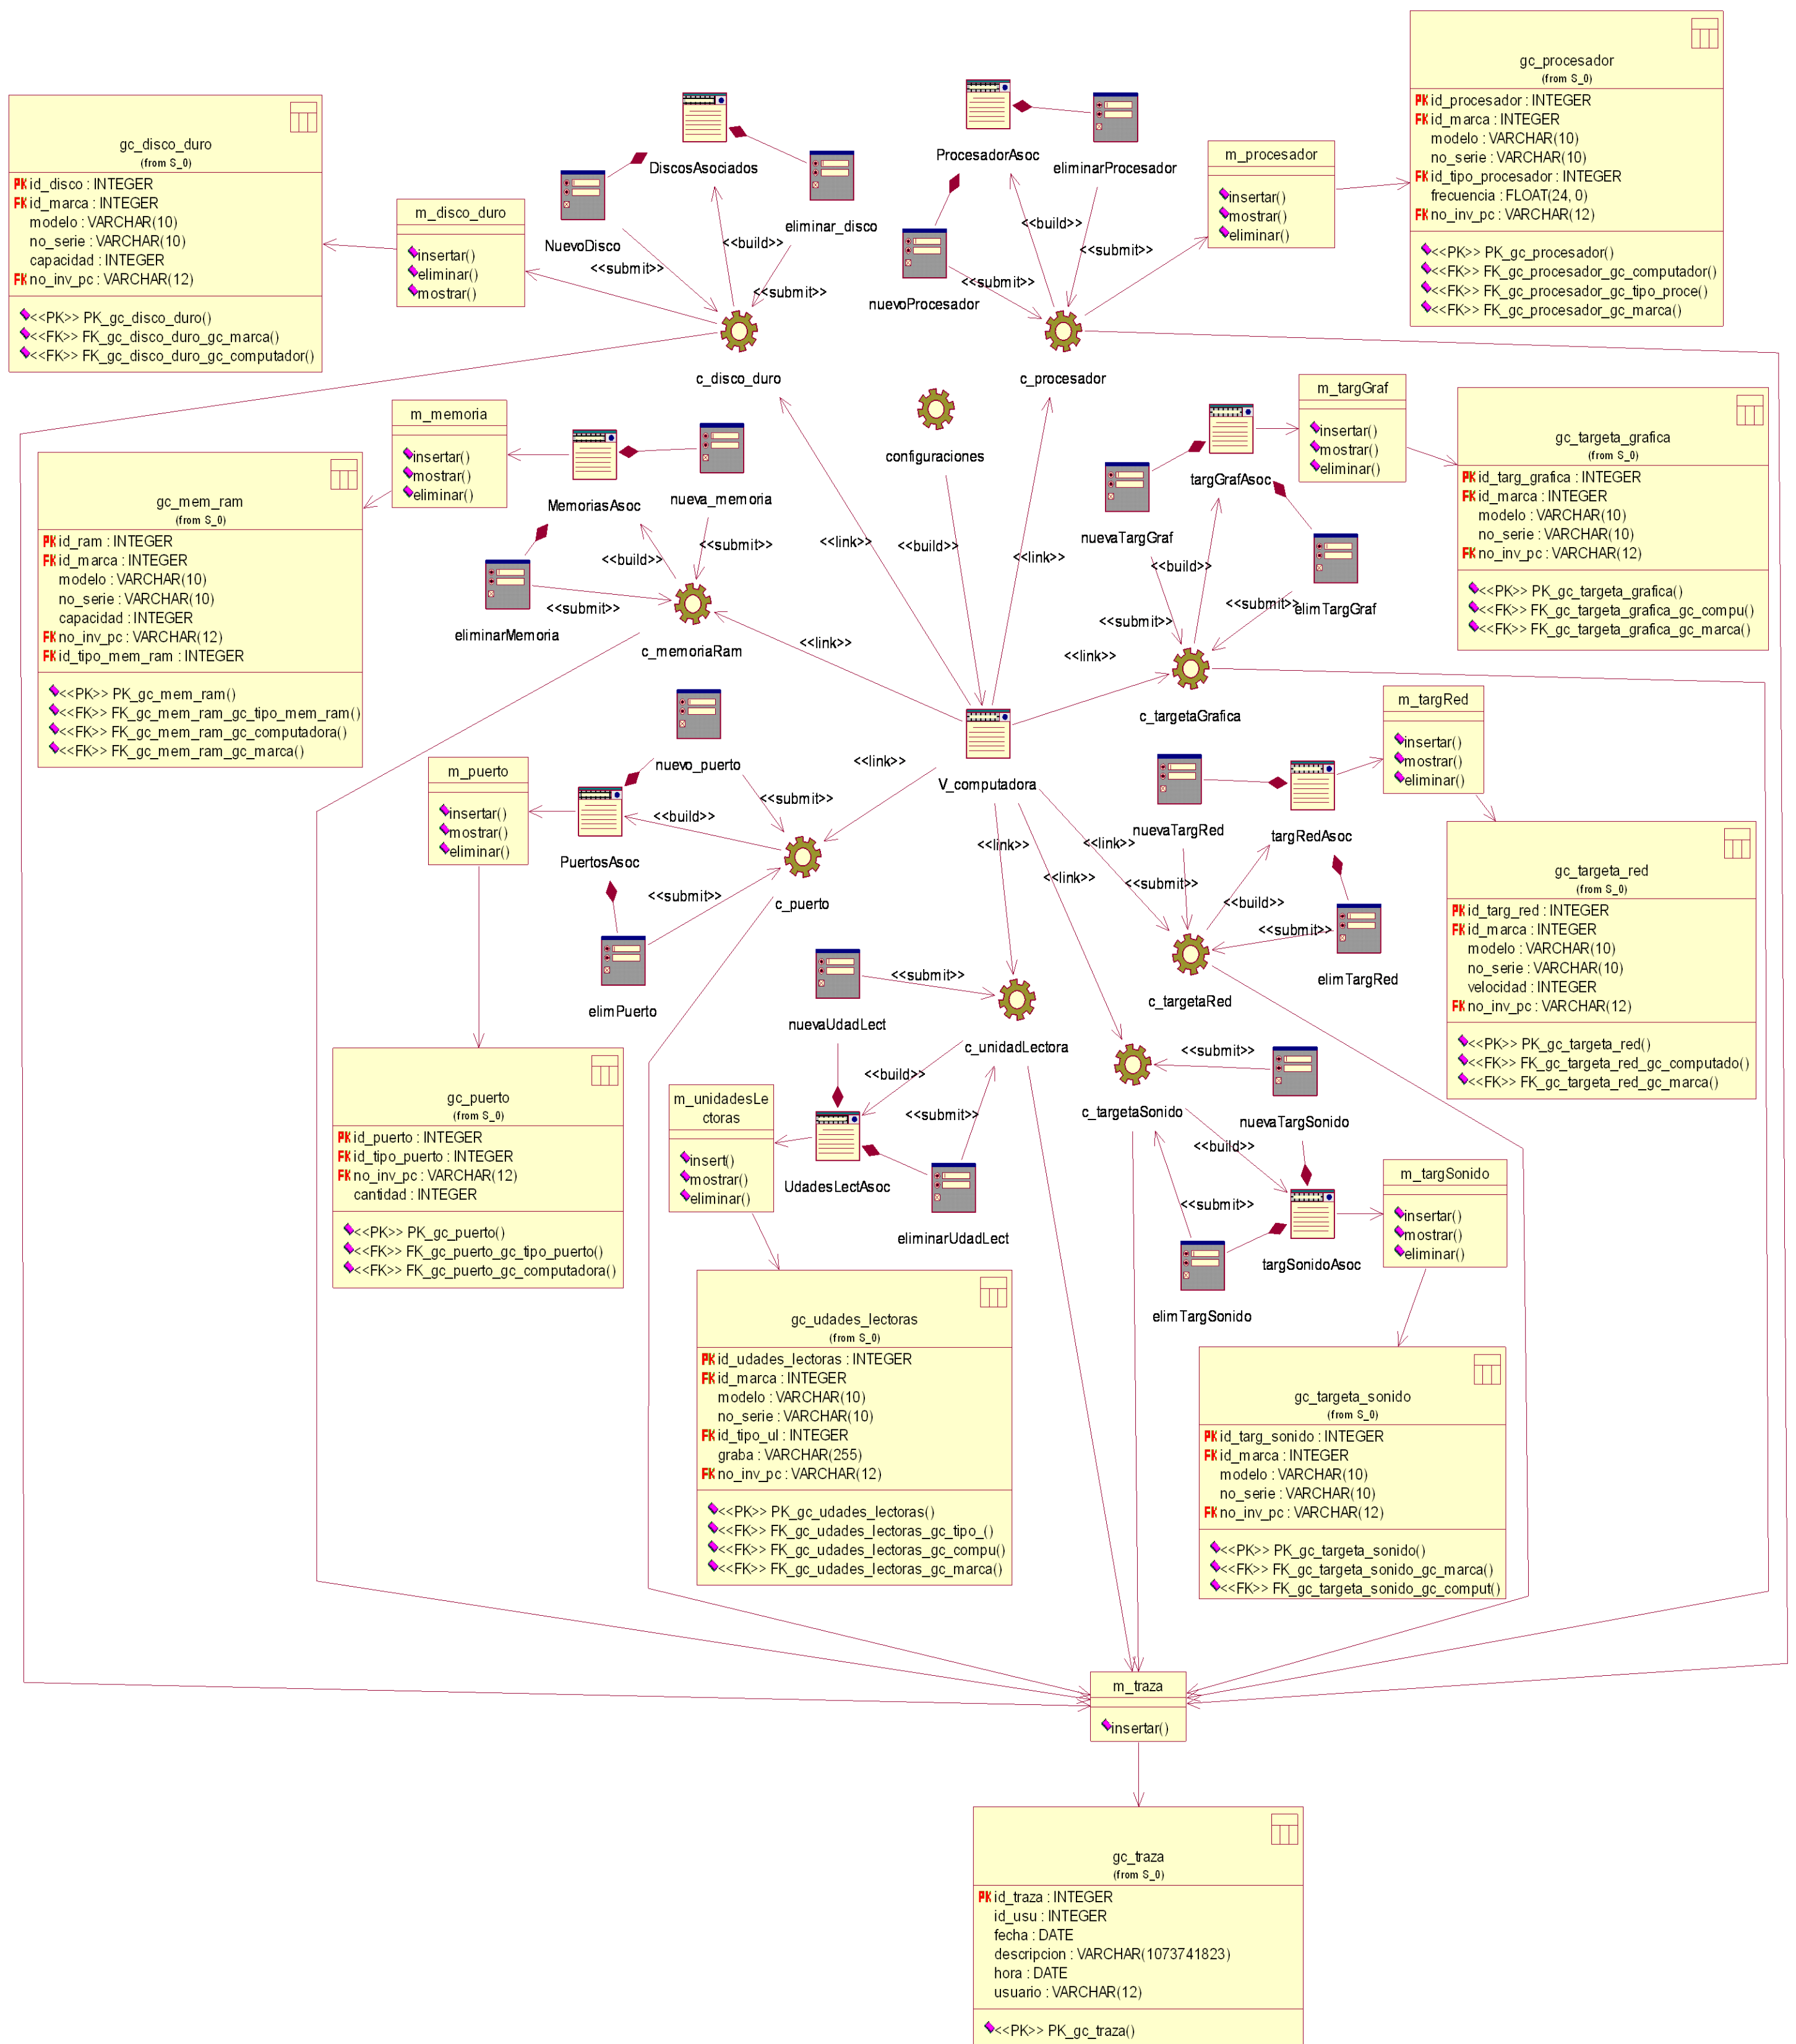 gc_procesador
(from S_0)
PK id_procesador : INTEGER
FK id_marca : INTEGER
modelo : VARCHAR(10)
no_serie : VARCHAR(10)
FK id_tipo_procesador : INTEGER
frecuencia : FLOAT(24, 0)
FK no_inv_pc : VARCHAR(12)
<<PK>> PK_gc_procesador()
<<FK>> FK_gc_procesador_gc_computador()
<<FK>> FK_gc_procesador_gc_tipo_proce()
<<FK>> FK_gc_procesador_gc_marca()
gc_disco_duro
(from S_0)
PK id_disco : INTEGER
FK id_marca : INTEGER
modelo : VARCHAR(10)
no_serie : VARCHAR(10)
capacidad : INTEGER
FK no_inv_pc : VARCHAR(12)
<<PK>> PK_gc_disco_duro()
<<FK>> FK_gc_disco_duro_gc_marca()
<<FK>> FK_gc_disco_duro_gc_computador()
m_disco_duro
insertar()
eliminar()
mostrar()
DiscosAsociados
NuevoDisco
eliminar_disco
<<build>>
<<submit>>
<<submit>>
c_disco_duro
ProcesadorAsoc
eliminarProcesador
nuevoProcesador
<<build>>
<<submit>>
<<submit>>
c_procesador
m_procesador
insertar()
mostrar()
eliminar()
configuraciones
m_memoria
insertar()
mostrar()
eliminar()
MemoriasAsoc
nueva_memoria
eliminarMemoria
<<build>>
<<submit>>
<<submit>>
c_memoriaRam
<<link>>
<<build>>
<<link>>
<<link>>
<<link>>
m_targGraf
insertar()
mostrar()
eliminar()
targGrafAsoc
nuevaTargGraf
elimTargGraf
<<build>>
<<submit>>
<<submit>>
c_targetaGrafica
gc_targeta_grafica
(from S_0)
PK id_targ_grafica : INTEGER
FK id_marca : INTEGER
modelo : VARCHAR(10)
no_serie : VARCHAR(10)
FK no_inv_pc : VARCHAR(12)
<<PK>> PK_gc_targeta_grafica()
<<FK>> FK_gc_targeta_grafica_gc_compu()
<<FK>> FK_gc_targeta_grafica_gc_marca()
gc_mem_ram
(from S_0)
PK id_ram : INTEGER
FK id_marca : INTEGER
modelo : VARCHAR(10)
no_serie : VARCHAR(10)
capacidad : INTEGER
FK no_inv_pc : VARCHAR(12)
FK id_tipo_mem_ram : INTEGER
<<PK>> PK_gc_mem_ram()
<<FK>> FK_gc_mem_ram_gc_tipo_mem_ram()
<<FK>> FK_gc_mem_ram_gc_computadora()
<<FK>> FK_gc_mem_ram_gc_marca()
V_computadora
<<link>>
<<link>>
<<link>>
<<link>>
m_puerto
insertar()
mostrar()
eliminar()
nuevo_puerto
PuertosAsoc
elimPuerto
<<submit>>
<<build>>
<<submit>>
c_puerto
m_targRed
insertar()
mostrar()
eliminar()
nuevaTargRed
targRedAsoc
elimTargRed
<<submit>>
<<build>>
<<submit>>
c_targetaRed
gc_targeta_red
(from S_0)
PK id_targ_red : INTEGER
FK id_marca : INTEGER
modelo : VARCHAR(10)
no_serie : VARCHAR(10)
velocidad : INTEGER
FK no_inv_pc : VARCHAR(12)
<<PK>> PK_gc_targeta_red()
<<FK>> FK_gc_targeta_red_gc_computado()
<<FK>> FK_gc_targeta_red_gc_marca()
gc_puerto
(from S_0)
PK id_puerto : INTEGER
FK id_tipo_puerto : INTEGER
FK no_inv_pc : VARCHAR(12)
cantidad : INTEGER
<<PK>> PK_gc_puerto()
<<FK>> FK_gc_puerto_gc_tipo_puerto()
<<FK>> FK_gc_puerto_gc_computadora()
nuevaUdadLect
<<submit>>
c_unidadLectora
<<build>>
<<submit>>
m_unidadesLe
ctoras
insert()
mostrar()
eliminar()
UdadesLectAsoc
eliminarUdadLect
c_targetaSonido
<<submit>>
nuevaTargSonido
<<build>>
<<submit>>
targSonidoAsoc
elimTargSonido
m_targSonido
insertar()
mostrar()
eliminar()
gc_udades_lectoras
(from S_0)
PK id_udades_lectoras : INTEGER
FK id_marca : INTEGER
modelo : VARCHAR(10)
no_serie : VARCHAR(10)
FK id_tipo_ul : INTEGER
graba : VARCHAR(255)
FK no_inv_pc : VARCHAR(12)
<<PK>> PK_gc_udades_lectoras()
<<FK>> FK_gc_udades_lectoras_gc_tipo_()
<<FK>> FK_gc_udades_lectoras_gc_compu()
<<FK>> FK_gc_udades_lectoras_gc_marca()
gc_targeta_sonido
(from S_0)
PK id_targ_sonido : INTEGER
FK id_marca : INTEGER
modelo : VARCHAR(10)
no_serie : VARCHAR(10)
FK no_inv_pc : VARCHAR(12)
<<PK>> PK_gc_targeta_sonido()
<<FK>> FK_gc_targeta_sonido_gc_marca()
<<FK>> FK_gc_targeta_sonido_gc_comput()
m_traza
insertar()
gc_traza
(from S_0)
PK id_traza : INTEGER
id_usu : INTEGER
fecha : DATE
descripcion : VARCHAR(1073741823)
hora : DATE
usuario : VARCHAR(12)
<<PK>> PK_gc_traza()